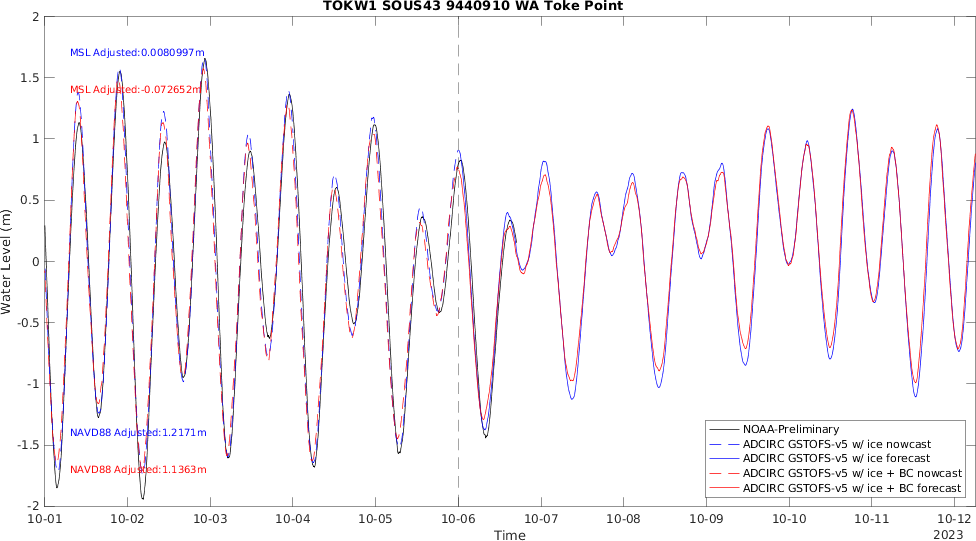 TOKW1 SOUS43 9440910 WA Toke Point
MSL Adjusted:0.0080997m
MSL Adjusted:-0.072652m
NAVD88 Adjusted:1.2171m
NAVD88 Adjusted:1.1363m
Water Level (m)
2
1.5
1
0.5
0
-0.5
-1
-1.5
-2
NOAA-Preliminary
ADCIRC GSTOFS-v5 w/ ice nowcast
ADCIRC GSTOFS-v5 w/ ice forecast
ADCIRC GSTOFS-v5 w/ ice + BC nowcast
ADCIRC GSTOFS-v5 w/ ice + BC forecast
10-01 10-02 10-03 10-04 10-05 10-06 10-07 10-08 10-09 10-10 10-11 10-12
2023
Time